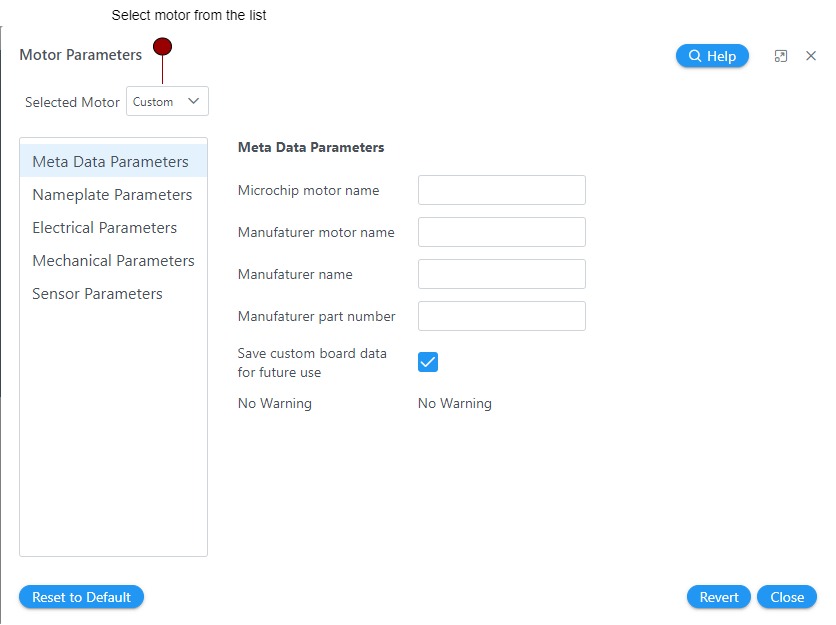 Select motor from the list
Motor Parameters
Help
Selected Motor
Custom
Meta Data Parameters
Nameplate Parameters
Electrical Parameters
Mechanical Parameters
Sensor Parameters
Meta Data Parameters
Microchip motor name
Manufaturer motor name
Manufaturer name
Manufaturer part number
Save custom board data
for future use
No Warning
No Warning
Reset to Default
Revert
Close